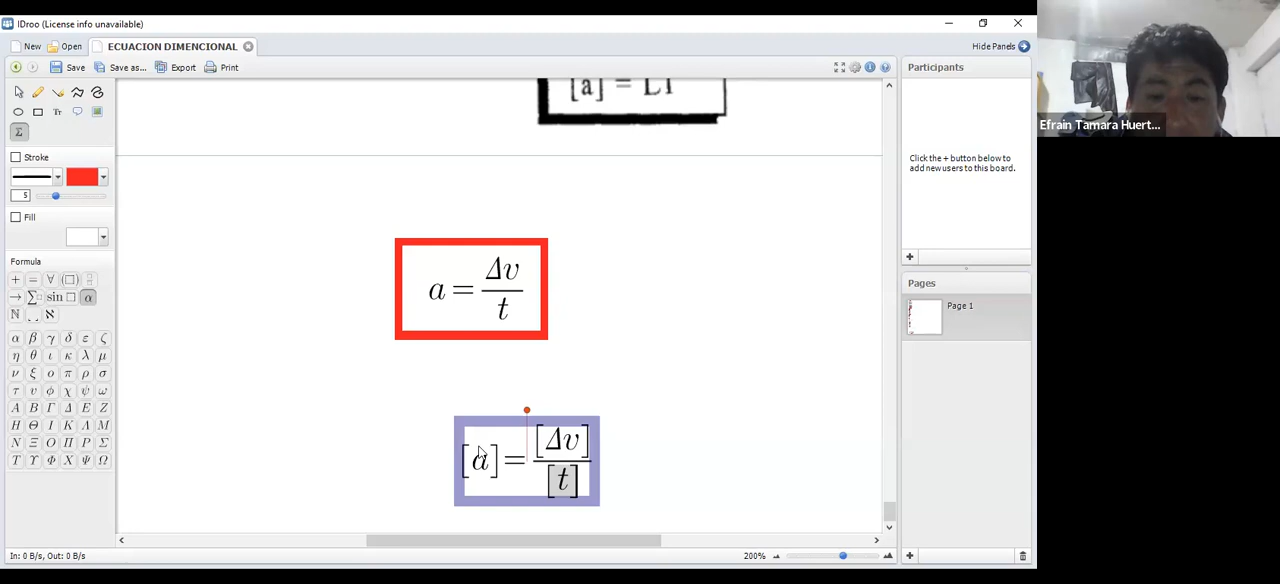 IDroo (License info unavailable)
New Open ECUACION DIMENCIONAL Hide Panels
Save Save as... Export Print
Participants
Efrain Tamara Huert...
Click the + button below to
add new users to this board.
Stroke
5
Fill
Formula
+ = ∀ (□)
→ ∑ sin □ α
ℕ ℵ
α β γ δ ε ζ
η θ ι κ λ μ
ν ξ ο π ρ σ
τ υ φ χ ψ ω
Α Β Γ Δ Ε Ζ
Η Θ Ι Κ Λ Μ
Ν Ξ Ο Π Ρ Σ
Τ Υ Φ Χ Ψ Ω
[a] = LT
a = Δv / t
[a] = [Δv] / [t]
Pages
Page 1
In: 0 B/s, Out: 0 B/s
200%